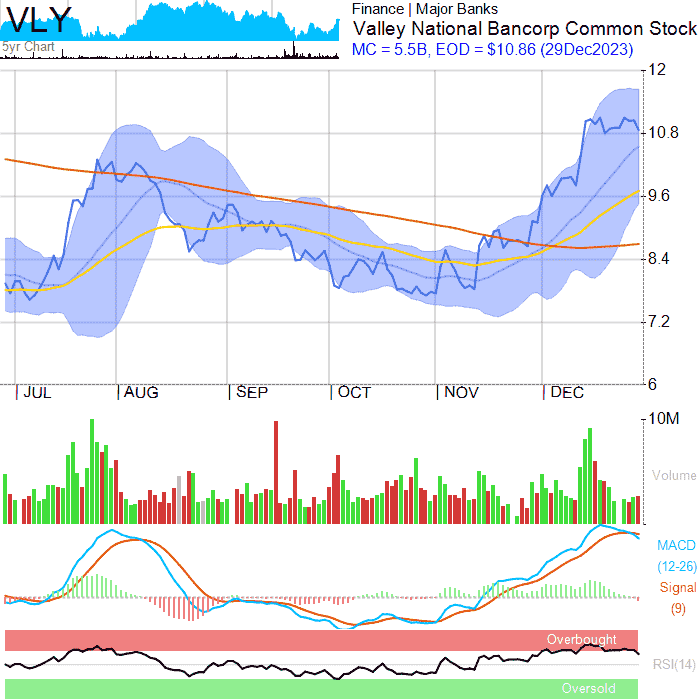 VLY
5yr Chart
Finance | Major Banks
Valley National Bancorp Common Stock
MC = 5.5B, EOD = $10.86 (29Dec2023)
12
10.8
9.6
8.4
7.2
6
JUL AUG SEP OCT NOV DEC
10M
Volume
MACD
(12-26)
Signal
(9)
Overbought
RSI(14)
Oversold